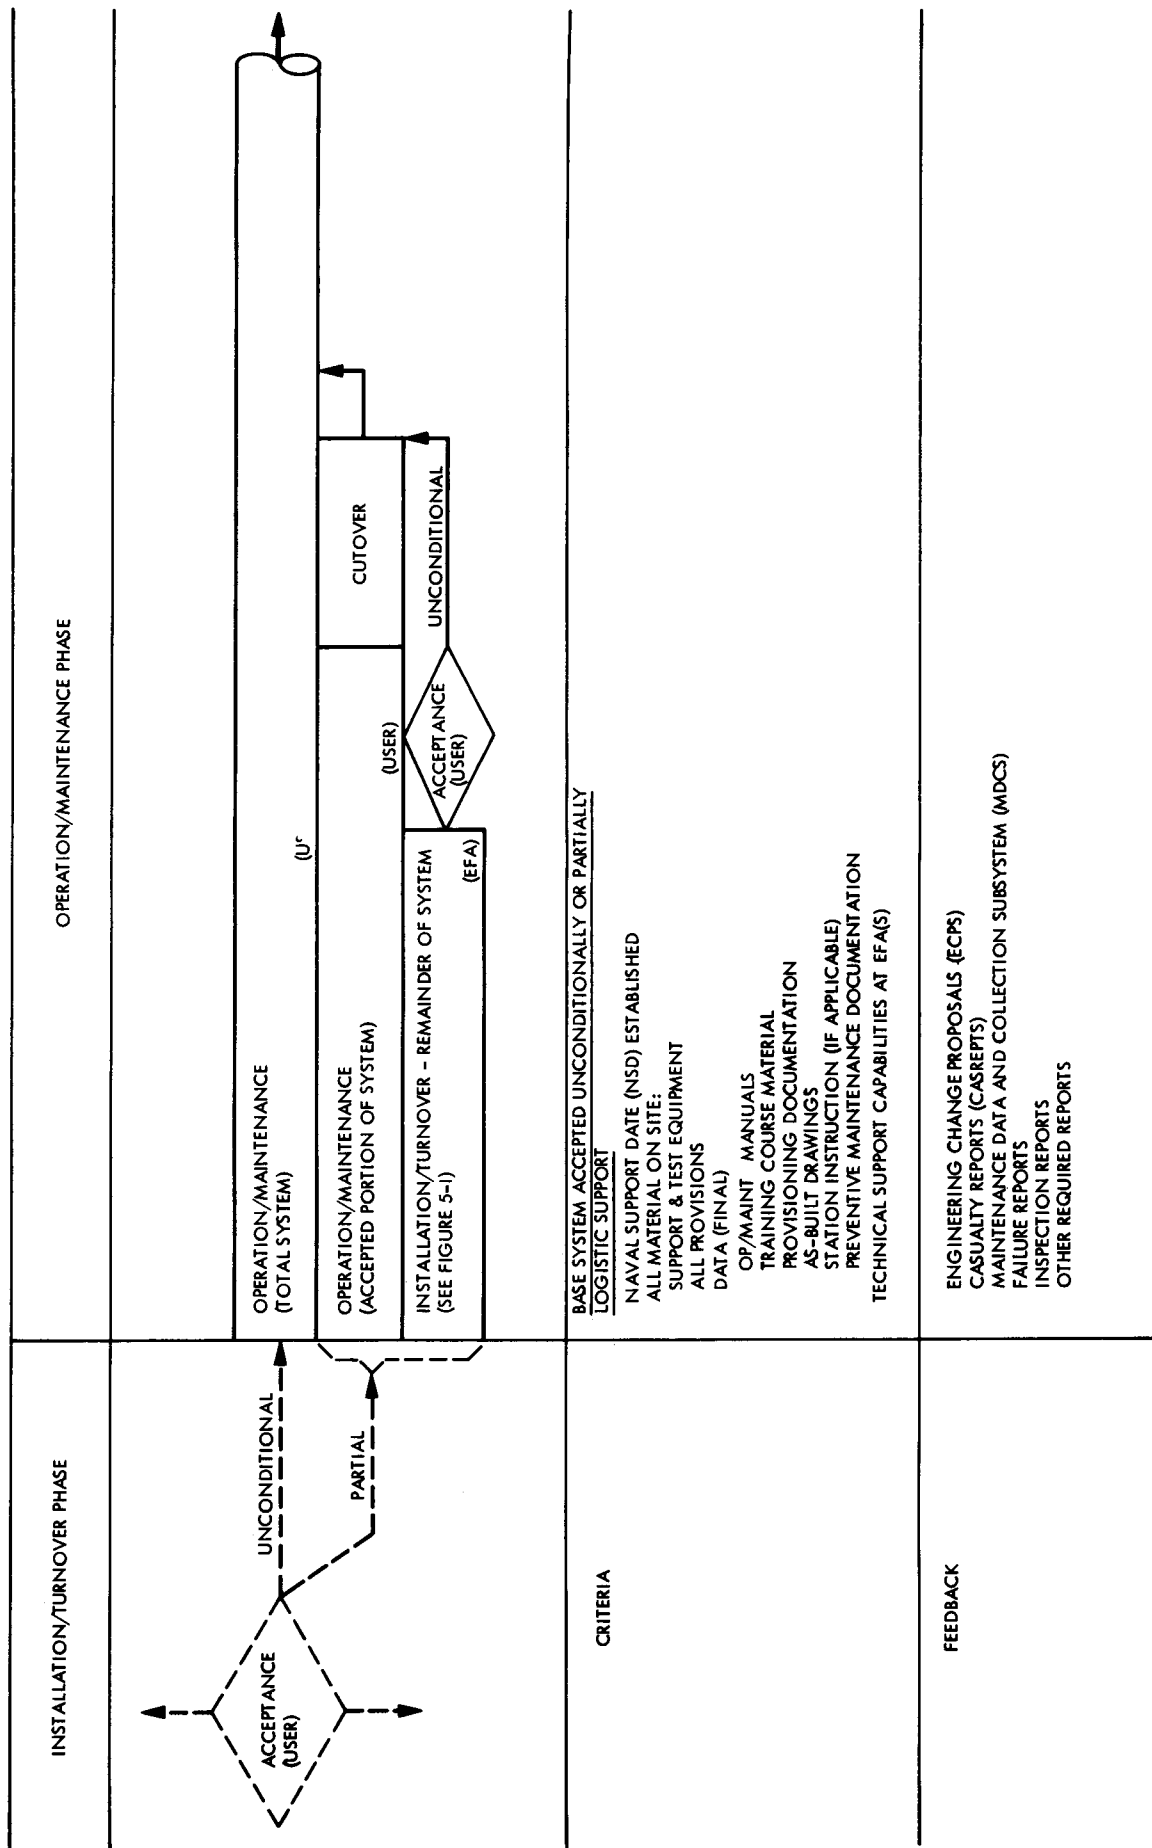 INSTALLATION/TURNOVER PHASE
OPERATION/MAINTENANCE PHASE
ACCEPTANCE
(USER)
UNCONDITIONAL
PARTIAL
OPERATION/MAINTENANCE
(TOTAL SYSTEM)
OPERATION/MAINTENANCE
(ACCEPTED PORTION OF SYSTEM)
(USER)
CUTOVER
INSTALLATION/TURNOVER - REMAINDER OF SYSTEM
(SEE FIGURE 5-1)
(EFA)
ACCEPTANCE
(USER)
UNCONDITIONAL
CRITERIA
BASE SYSTEM ACCEPTED UNCONDITIONALLY OR PARTIALLY
LOGISTIC SUPPORT
NAVAL SUPPORT DATE (NSD) ESTABLISHED
ALL MATERIAL ON SITE:
SUPPORT & TEST EQUIPMENT
ALL PROVISIONS
DATA (FINAL)
OP/MAINT MANUALS
TRAINING COURSE MATERIAL
PROVISIONING DOCUMENTATION
AS-BUILT DRAWINGS
STATION INSTRUCTION (IF APPLICABLE)
PREVENTIVE MAINTENANCE DOCUMENTATION
TECHNICAL SUPPORT CAPABILITIES AT EFA(S)
FEEDBACK
ENGINEERING CHANGE PROPOSALS (ECPS)
CASUALTY REPORTS (CASREPTS)
MAINTENANCE DATA AND COLLECTION SUBSYSTEM (MDCS)
FAILURE REPORTS
INSPECTION REPORTS
OTHER REQUIRED REPORTS